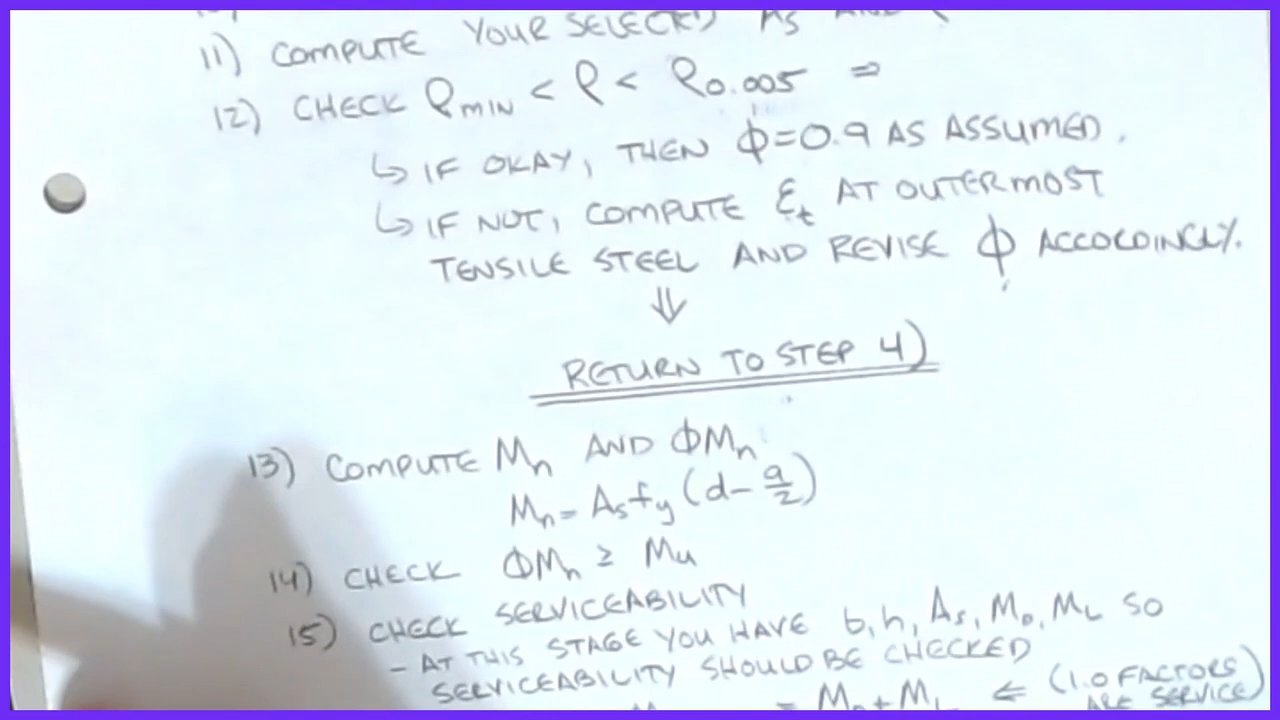 11) COMPUTE YOUR SELECTED AS AND
12) CHECK ρMIN < ρ < ρ0.005 ⇒
↳ IF OKAY, THEN ϕ=0.9 AS ASSUMED.
↳ IF NOT, COMPUTE εt AT OUTERMOST
TENSILE STEEL AND REVISE ϕ ACCORDINGLY.
⇓
RETURN TO STEP 4)
13) COMPUTE Mn AND ϕMn
Mn = Asfy (d - a/2)
14) CHECK ϕMn ≥ Mu
15) CHECK SERVICEABILITY
- AT THIS STAGE YOU HAVE b, h, As, MD, ML SO
SERVICEABILITY SHOULD BE CHECKED
= MD + ML ⇐ (1.0 FACTORS
ARE SERVICE)